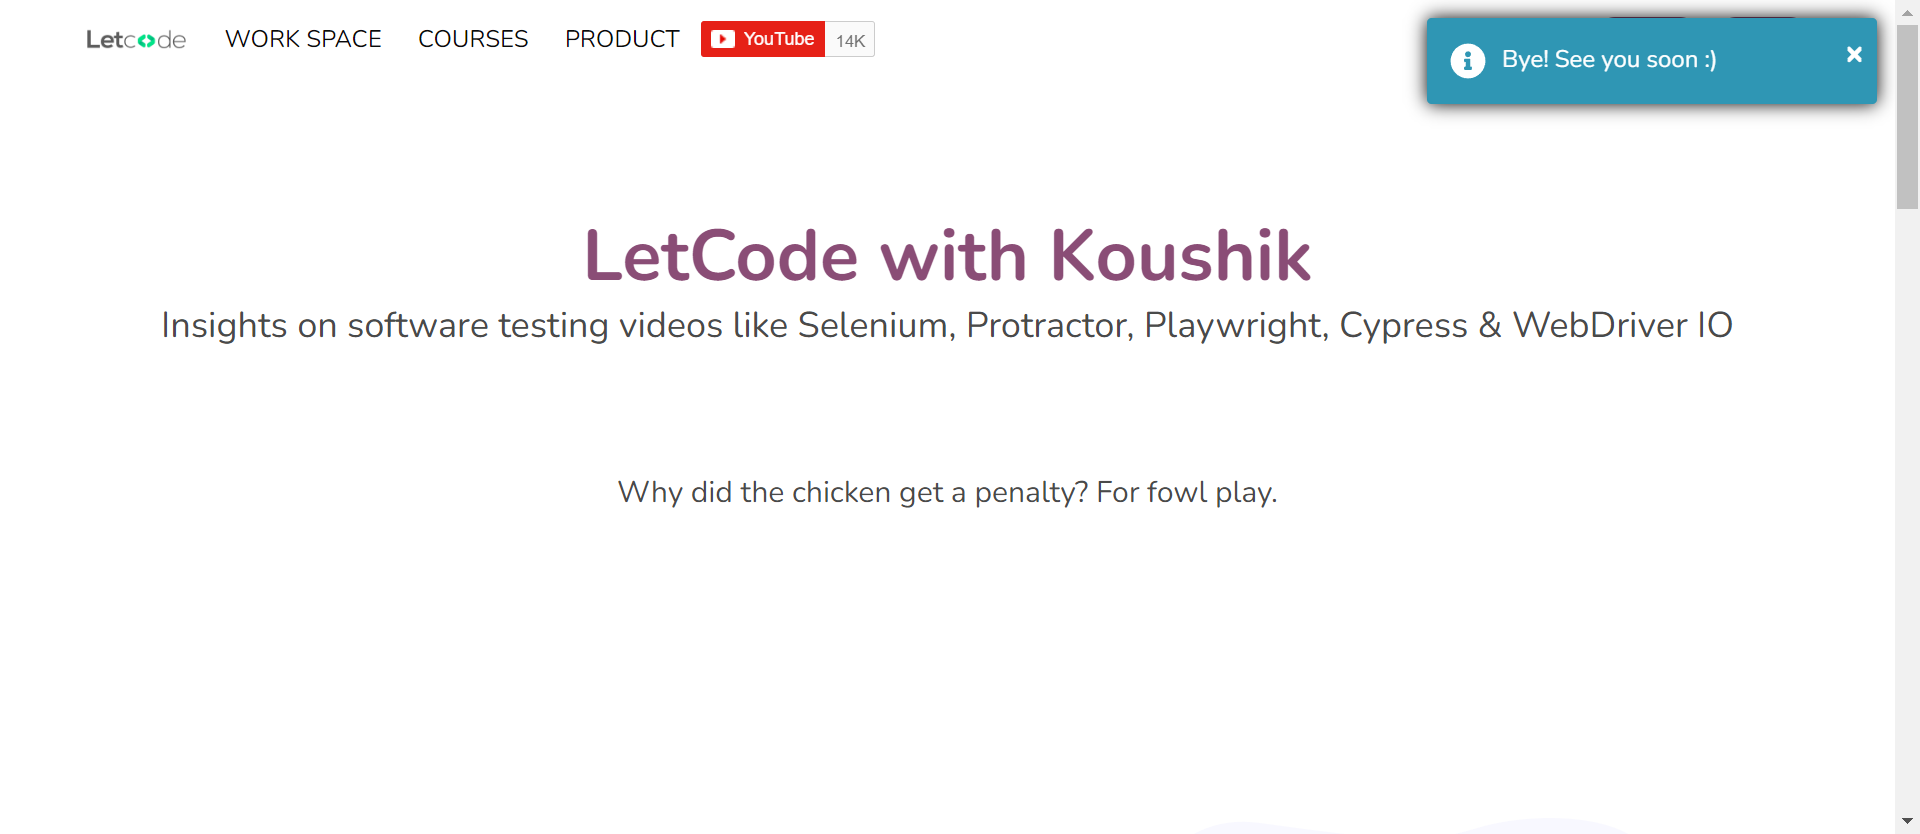 Letcode WORK SPACE COURSES PRODUCT YouTube 14K
Bye! See you soon :)
LetCode with Koushik
Insights on software testing videos like Selenium, Protractor, Playwright, Cypress & WebDriver IO
Why did the chicken get a penalty? For fowl play.